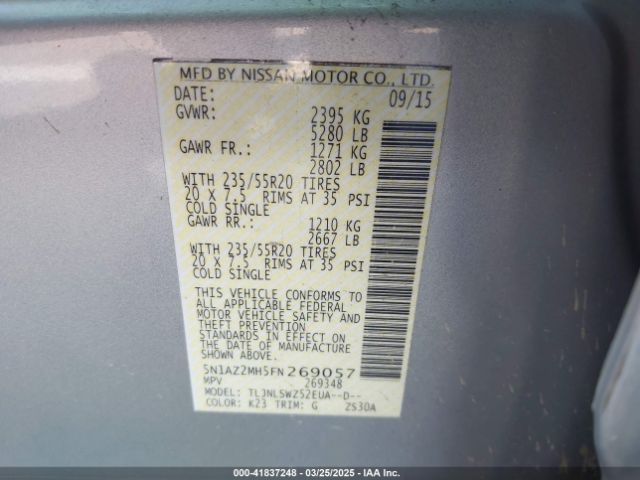 MFD BY NISSAN MOTOR CO., LTD.
DATE: 09/15
GVWR: 2395 KG
5280 LB
GAWR FR.: 1271 KG
2802 LB
WITH 235/55R20 TIRES
20 X 7.5 RIMS AT 35 PSI
COLD SINGLE
GAWR RR.: 1210 KG
2667 LB
WITH 235/55R20 TIRES
20 X 7.5 RIMS AT 35 PSI
COLD SINGLE
THIS VEHICLE CONFORMS TO
ALL APPLICABLE FEDERAL
MOTOR VEHICLE SAFETY AND
THEFT PREVENTION
STANDARDS IN EFFECT ON
THE DATE OF MANUFACTURE
SHOWN ABOVE.
5N1AZ2MH5FN269057
MPV 269348
MODEL: TLJNLSWZ52EUA--D--
COLOR: K23 TRIM: G 2S30A
000-41837248 - 03/25/2025 - IAA Inc.